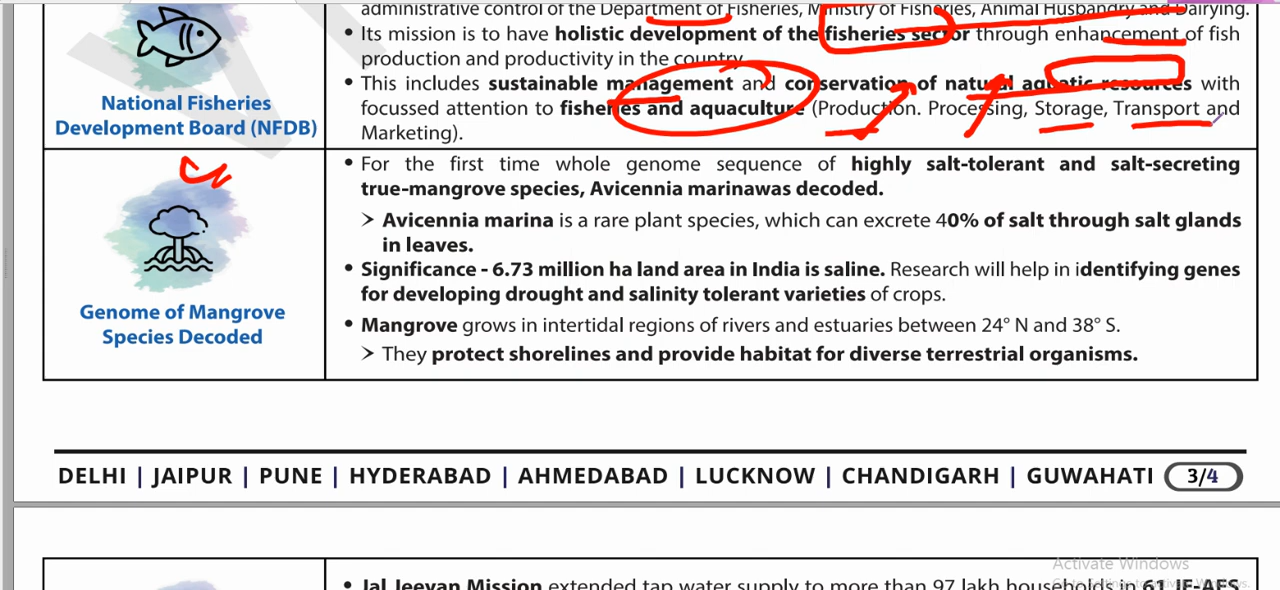 administrative control of the Department of Fisheries, Ministry of Fisheries, Animal Husbandry and Dairying.
• Its mission is to have holistic development of the fisheries sector through enhancement of fish
production and productivity in the country.
• This includes sustainable management and conservation of natural aquatic resources with
focussed attention to fisheries and aquaculture (Production. Processing, Storage, Transport and
Marketing).
National Fisheries
Development Board (NFDB)
• For the first time whole genome sequence of highly salt-tolerant and salt-secreting
true-mangrove species, Avicennia marinawas decoded.
➢ Avicennia marina is a rare plant species, which can excrete 40% of salt through salt glands
in leaves.
• Significance - 6.73 million ha land area in India is saline. Research will help in identifying genes
for developing drought and salinity tolerant varieties of crops.
• Mangrove grows in intertidal regions of rivers and estuaries between 24° N and 38° S.
➢ They protect shorelines and provide habitat for diverse terrestrial organisms.
Genome of Mangrove
Species Decoded
DELHI | JAIPUR | PUNE | HYDERABAD | AHMEDABAD | LUCKNOW | CHANDIGARH | GUWAHATI 3/4
Activate Windows
• Jal Jeevan Mission extended tap water supply to more than 97 lakh households in 61 JE-AES